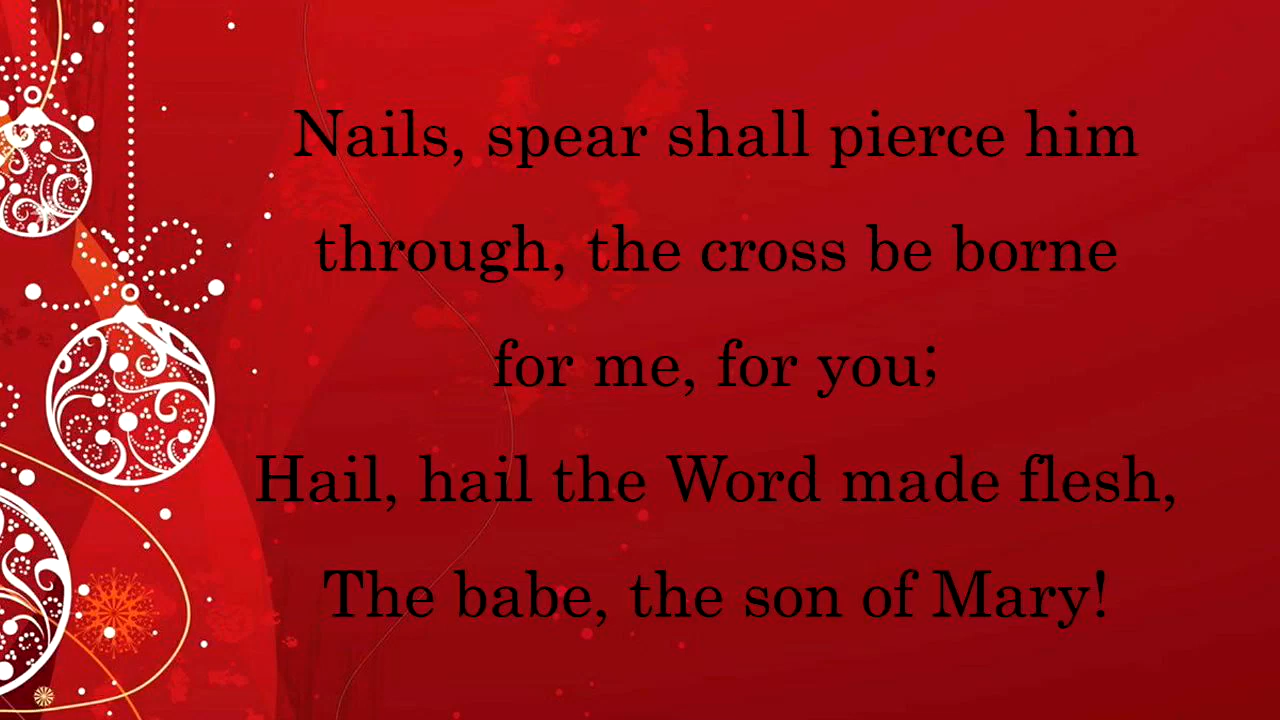 Nails, spear shall pierce him
through, the cross be borne
for me, for you;
Hail, hail the Word made flesh,
The babe, the son of Mary!